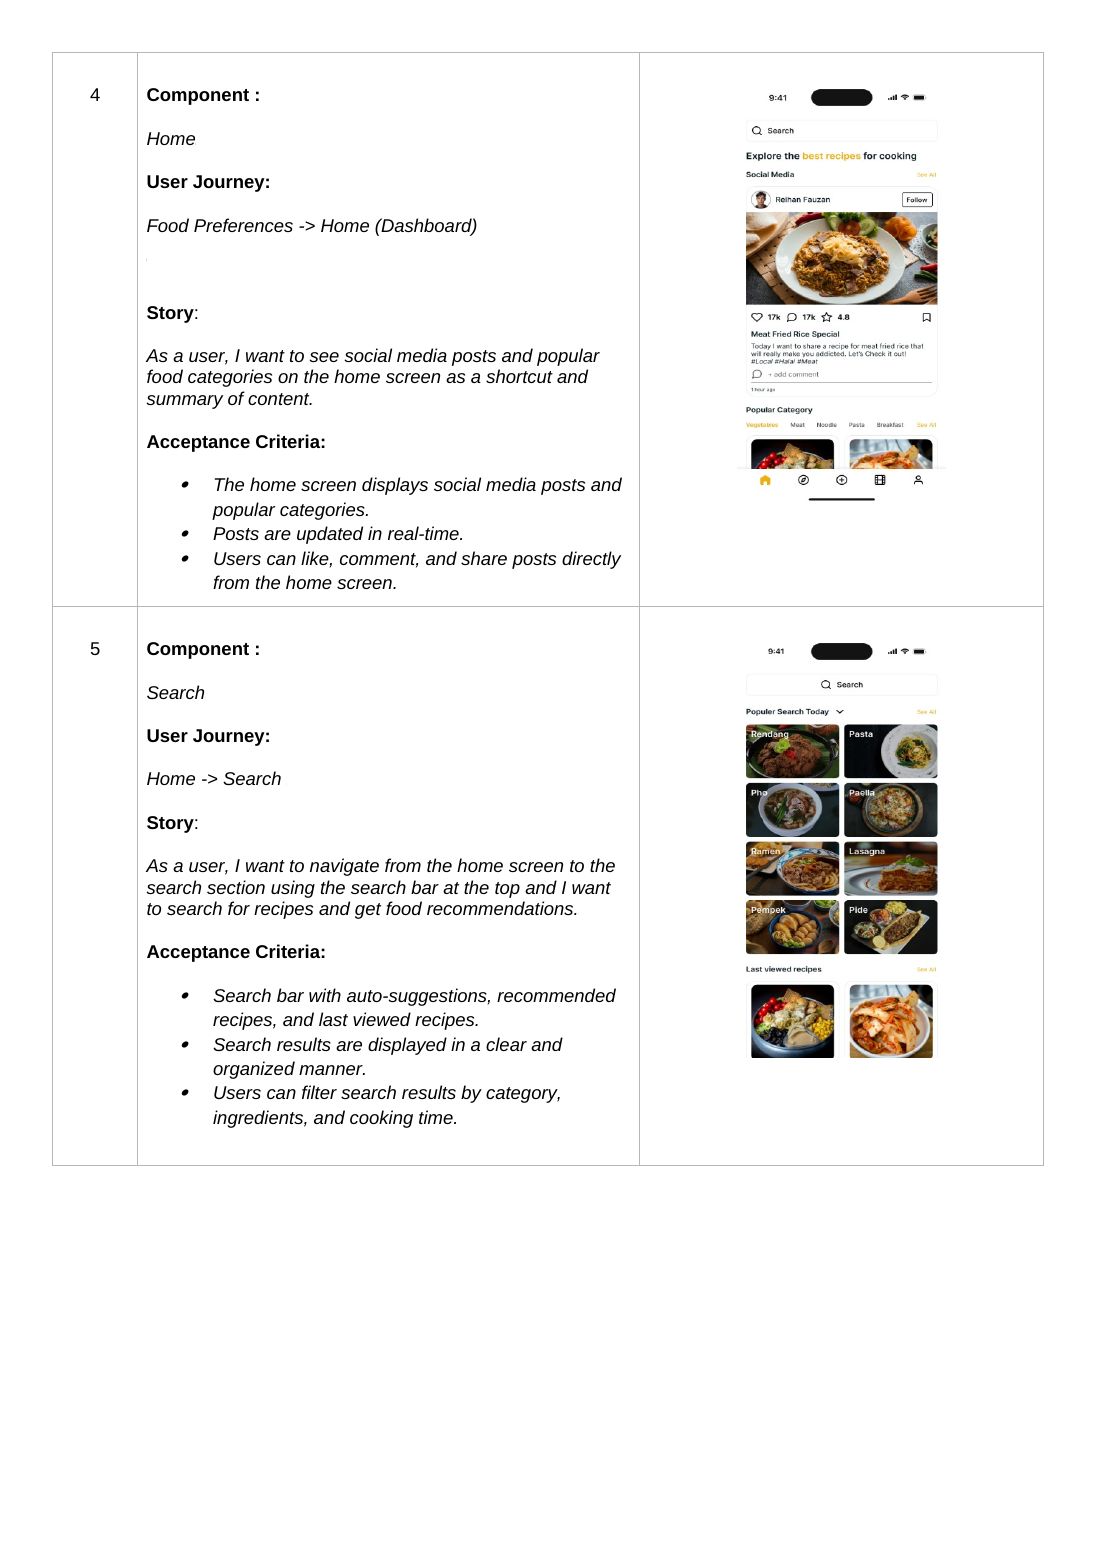 4
Component :
Home
User Journey:
Food Preferences -> Home (Dashboard)
Story:
As a user, I want to see social media posts and popular
food categories on the home screen as a shortcut and
summary of content.
Acceptance Criteria:
• The home screen displays social media posts and
popular categories.
• Posts are updated in real-time.
• Users can like, comment, and share posts directly
from the home screen.
9:41
Search
Explore the best recipes for cooking
Social Media See All
Reihan Fauzan Follow
17k 17k 4.8
Meat Fried Rice Special
Today I want to share a recipe for meat fried rice that
will really make you addicted. Let's Check it out!
#Local #Halal #Meat
+ add comment
1 hour ago
Popular Category
Vegetables Meat Noodle Pasta Breakfast See All
5
Component :
Search
User Journey:
Home -> Search
Story:
As a user, I want to navigate from the home screen to the
search section using the search bar at the top and I want
to search for recipes and get food recommendations.
Acceptance Criteria:
• Search bar with auto-suggestions, recommended
recipes, and last viewed recipes.
• Search results are displayed in a clear and
organized manner.
• Users can filter search results by category,
ingredients, and cooking time.
9:41
Search
Populer Search Today See All
Rendang Pasta
Pho Paella
Ramen Lasagna
Pempek Pide
Last viewed recipes See All